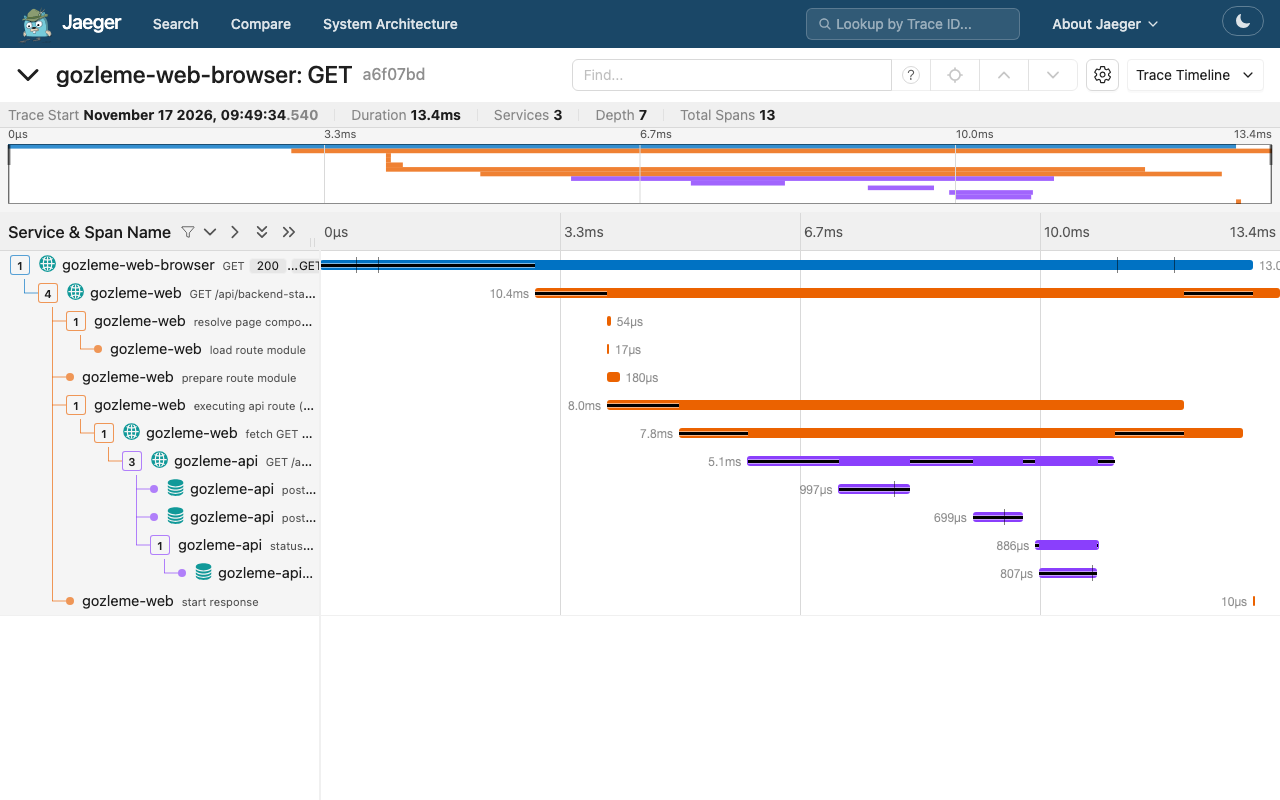 Jaeger Search Compare System Architecture Lookup by Trace ID... About Jaeger
gozleme-web-browser: GET a6f07bd Find... ? Trace Timeline
Trace Start November 17 2026, 09:49:34.540 Duration 13.4ms Services 3 Depth 7 Total Spans 13
0μs 3.3ms 6.7ms 10.0ms 13.4ms
Service & Span Name 0μs 3.3ms 6.7ms 10.0ms 13.4ms
1 gozleme-web-browser GET 200 ...GET 13.0
4 gozleme-web GET /api/backend-sta... 10.4ms
1 gozleme-web resolve page compo... 54μs
gozleme-web load route module 17μs
gozleme-web prepare route module 180μs
1 gozleme-web executing api route (... 8.0ms
1 gozleme-web fetch GET ... 7.8ms
3 gozleme-api GET /a... 5.1ms
gozleme-api post... 997μs
gozleme-api post... 699μs
1 gozleme-api status... 886μs
gozleme-api... 807μs
gozleme-web start response 10μs